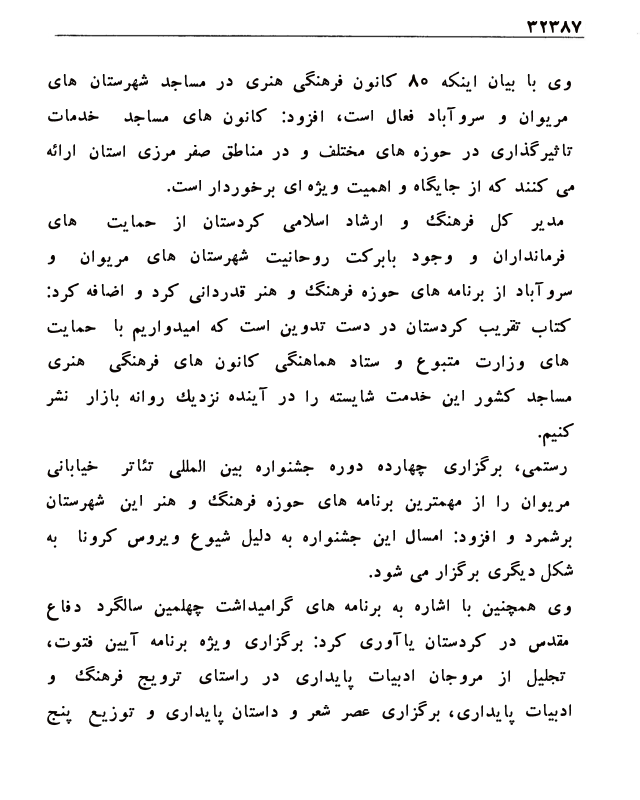 ۳۲۳۸۷
وی با بیان اینکه ۸۰ کانون فرهنگی هنری در مساجد شهرستان های
مریوان و سروآباد فعال است، افزود: کانون های مساجد خدمات
تاثیرگذاری در حوزه های مختلف و در مناطق صفر مرزی استان ارائه
می کنند که از جایگاه و اهمیت ویژه ای برخوردار است.
مدیر کل فرهنگ و ارشاد اسلامی کردستان از حمایت های
فرمانداران و وجود بابرکت روحانیت شهرستان های مریوان و
سروآباد از برنامه های حوزه فرهنگ و هنر قدردانی کرد و اضافه کرد:
کتاب تقریب کردستان در دست تدوین است که امیدواریم با حمایت
های وزارت متبوع و ستاد هماهنگی کانون های فرهنگی هنری
مساجد کشور این خدمت شایسته را در آینده نزدیك روانه بازار نشر
کنیم.
رستمی، برگزاری چهارده دوره جشنواره بین المللی تئاتر خیابانی
مریوان را از مهمترین برنامه های حوزه فرهنگ و هنر این شهرستان
برشمرد و افزود: امسال این جشنواره به دلیل شیوع ویروس کرونا به
شکل دیگری برگزار می شود.
وی همچنین با اشاره به برنامه های گرامیداشت چهلمین سالگرد دفاع
مقدس در کردستان یاآوری کرد: برگزاری ویژه برنامه آیین فتوت،
تجلیل از مروجان ادبیات پایداری در راستای ترویج فرهنگ و
ادبیات پایداری، برگزاری عصر شعر و داستان پایداری و توزیع پنج